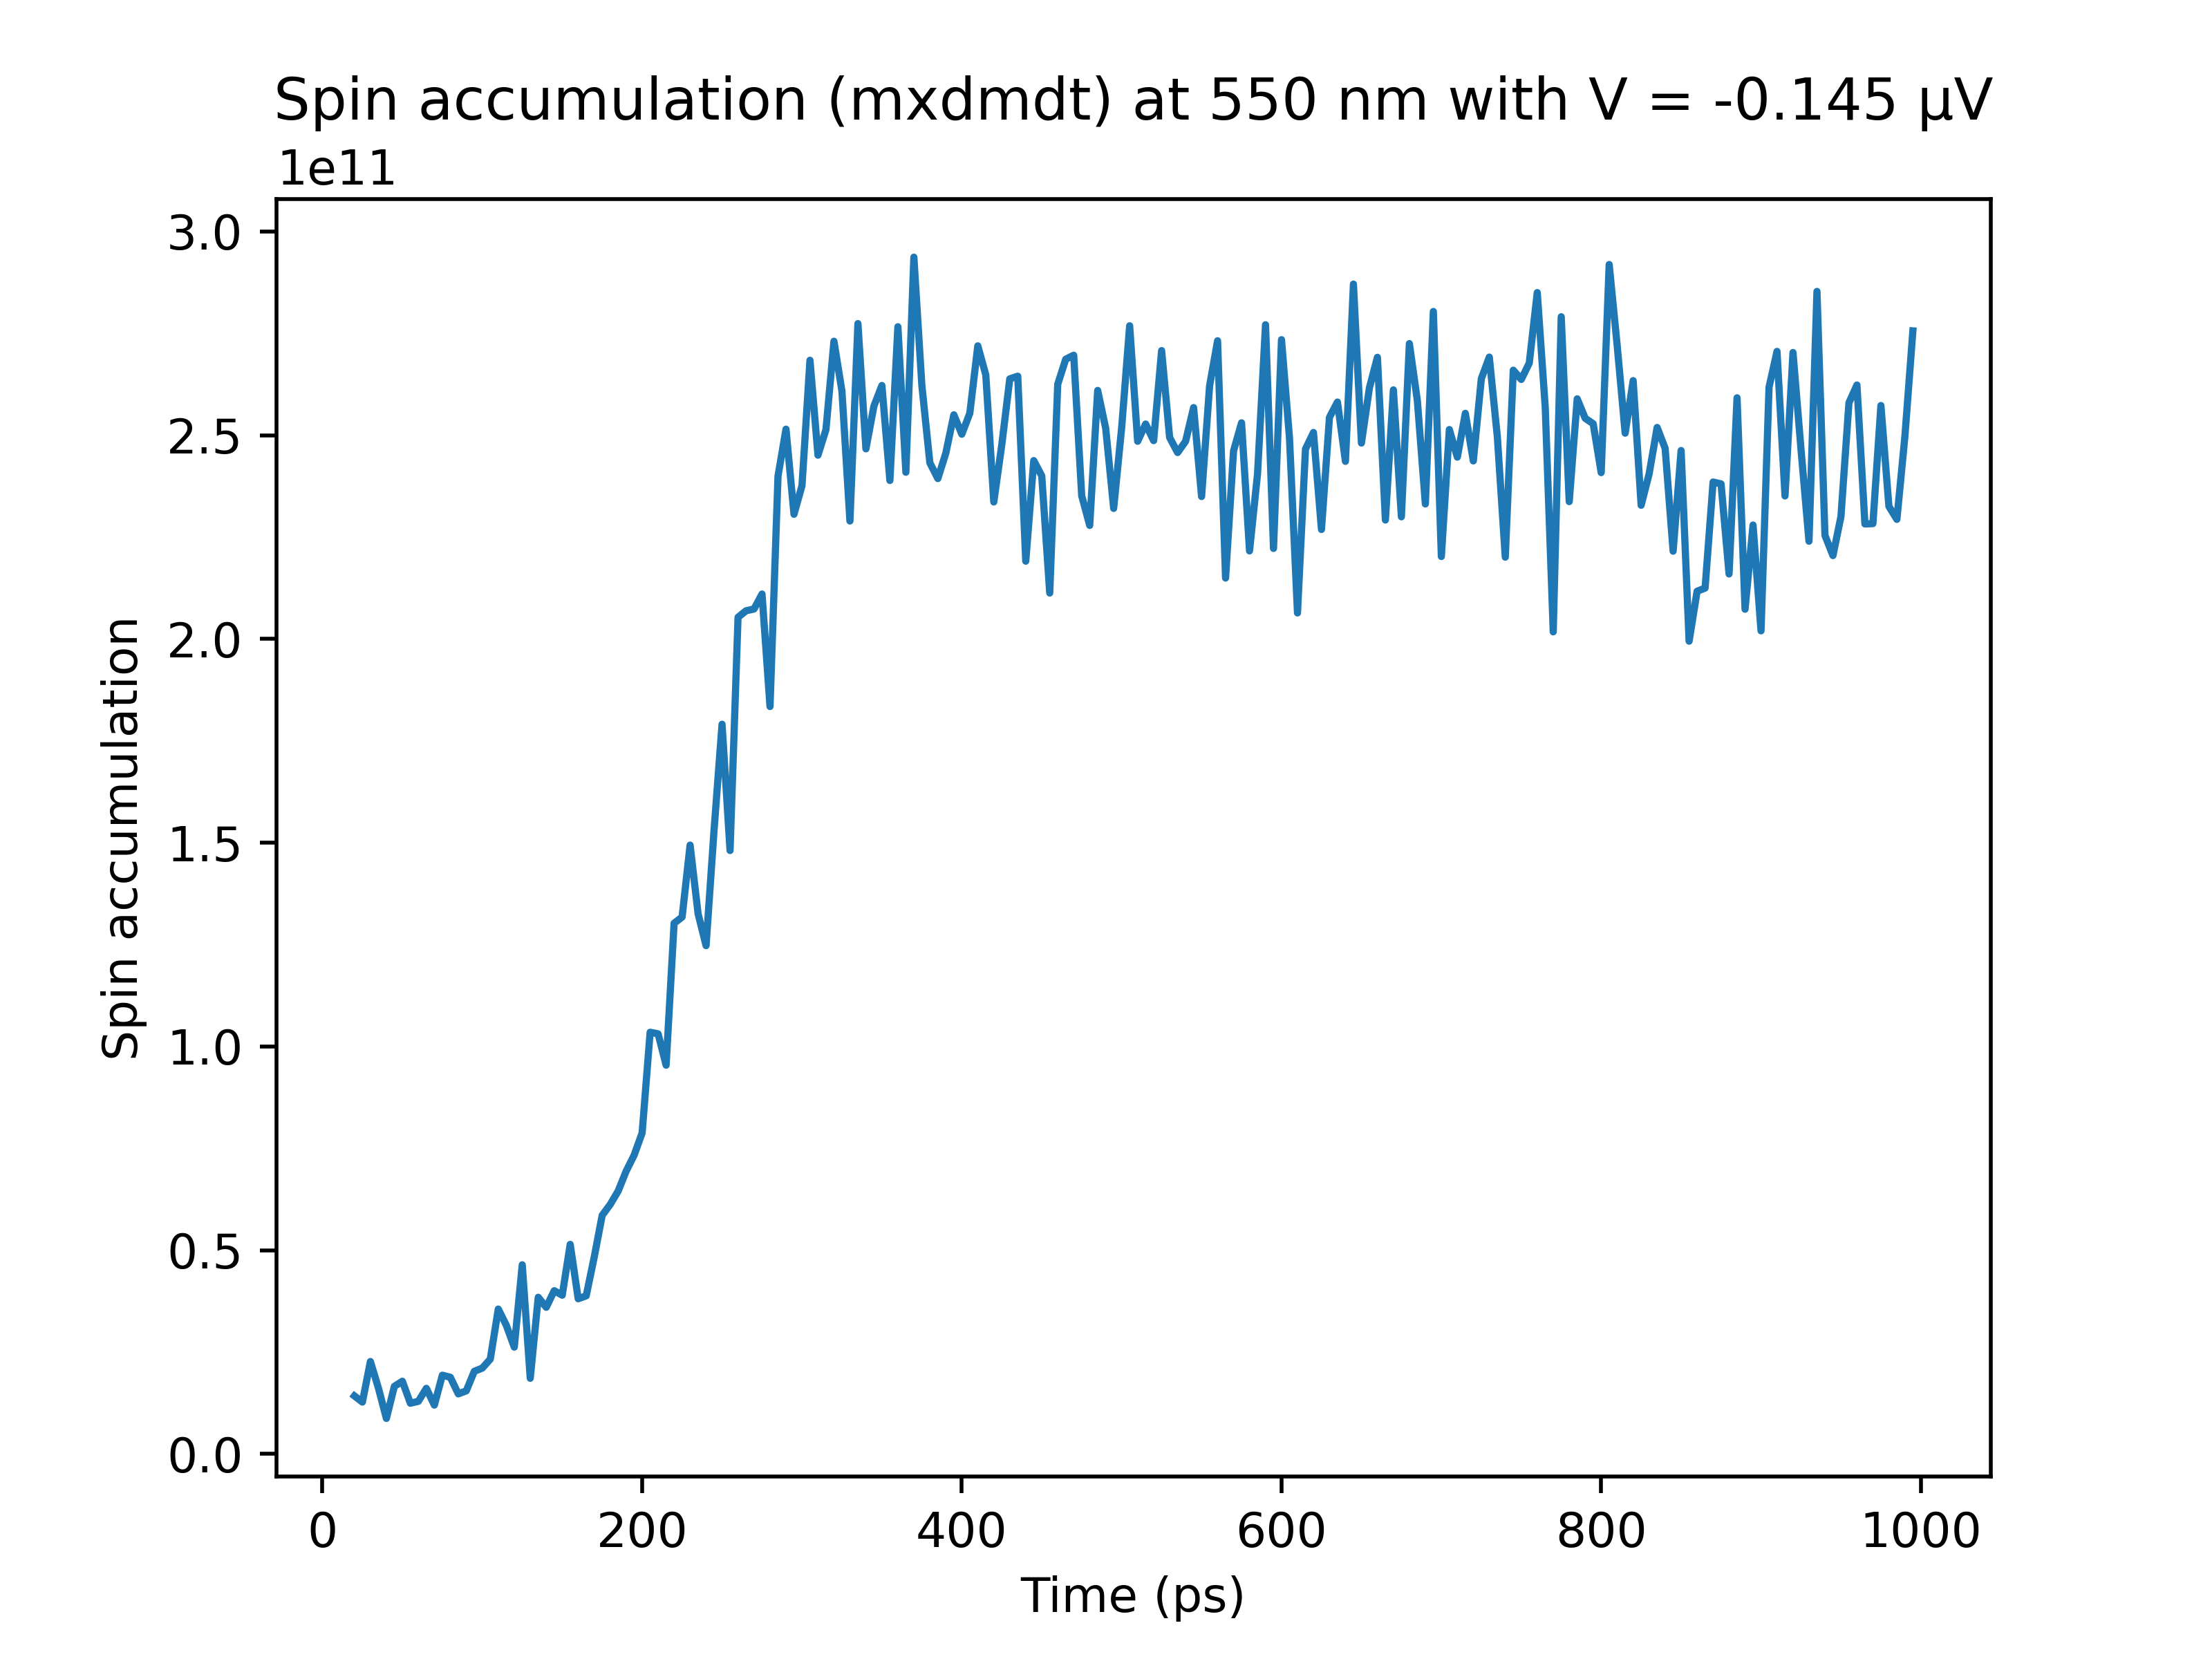 Spin accumulation (mxdmdt) at 550 nm with V = -0.145 µV
1e11
3.0
2.5
2.0
1.5
1.0
0.5
0.0
Spin accumulation
0 200 400 600 800 1000
Time (ps)